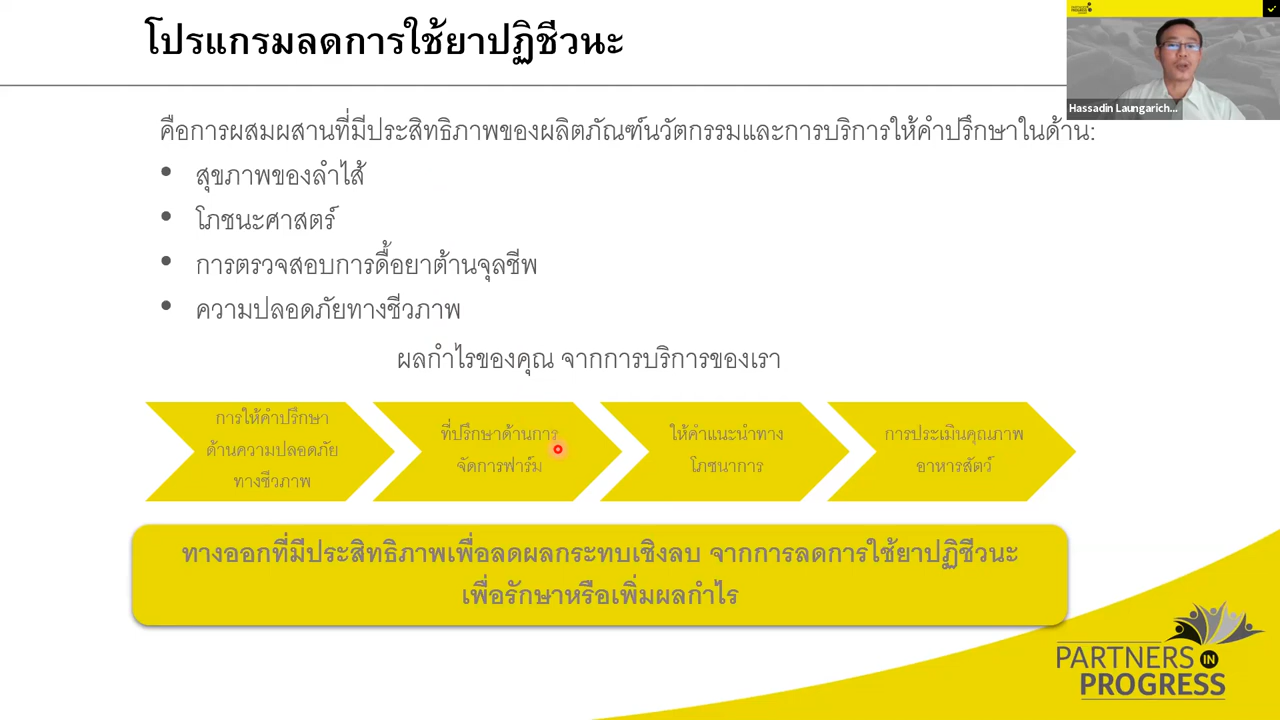 โปรแกรมลดการใช้ยาปฏิชีวนะ
Hassadin Laungarich...
คือการผสมผสานที่มีประสิทธิภาพของผลิตภัณฑ์นวัตกรรมและการบริการให้คำปรึกษาในด้าน:
• สุขภาพของลำไส้
• โภชนะศาสตร์
• การตรวจสอบการดื้อยาต้านจุลชีพ
• ความปลอดภัยทางชีวภาพ
ผลกำไรของคุณ จากการบริการของเรา
การให้คำปรึกษา
ด้านความปลอดภัย
ทางชีวภาพ
ที่ปรึกษาด้านการ
จัดการฟาร์ม
ให้คำแนะนำทาง
โภชนาการ
การประเมินคุณภาพ
อาหารสัตว์
ทางออกที่มีประสิทธิภาพเพื่อลดผลกระทบเชิงลบ จากการลดการใช้ยาปฏิชีวนะ
เพื่อรักษาหรือเพิ่มผลกำไร
PARTNERS IN
PROGRESS